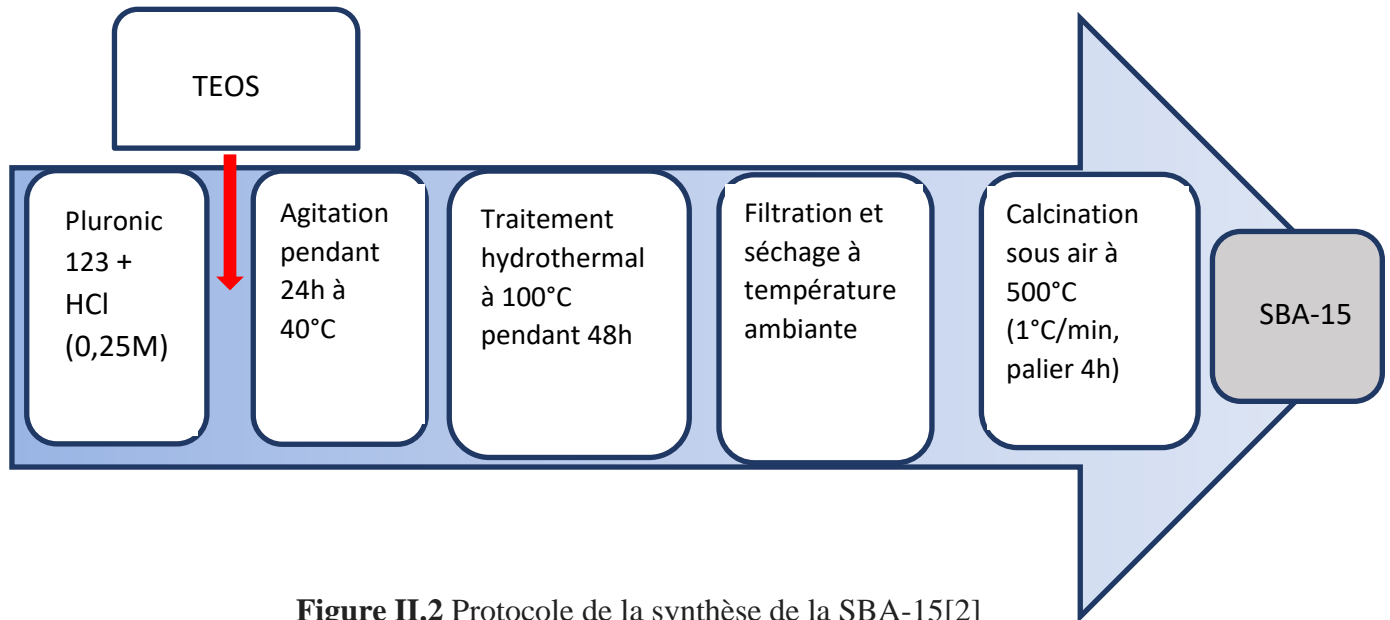 TEOS
Pluronic
123 +
HCl
(0,25M)
Agitation
pendant
24h à
40°C
Traitement
hydrothermal
à 100°C
pendant 48h
Filtration et
séchage à
température
ambiante
Calcination
sous air à
500°C
(1°C/min,
palier 4h)
SBA-15
Figure II.2 Protocole de la synthèse de la SBA-15[2]